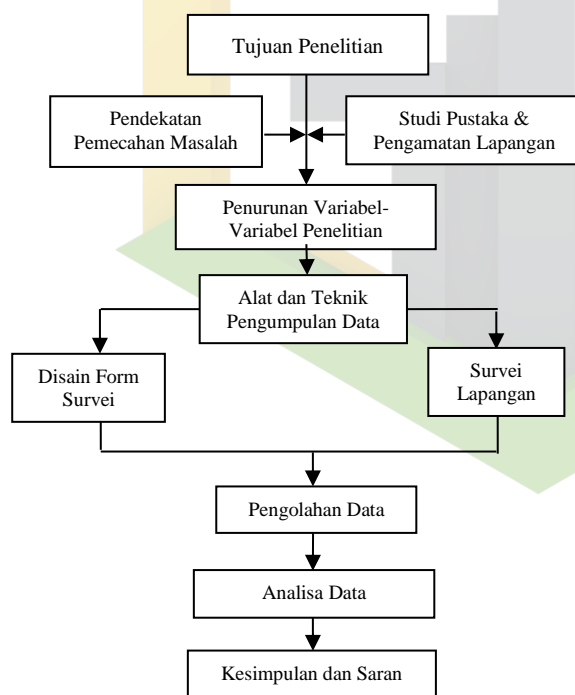 Tujuan Penelitian
Pendekatan
Pemecahan Masalah
Studi Pustaka &
Pengamatan Lapangan
Penurunan Variabel-
Variabel Penelitian
Alat dan Teknik
Pengumpulan Data
Disain Form
Survei
Survei
Lapangan
Pengolahan Data
Analisa Data
Kesimpulan dan Saran